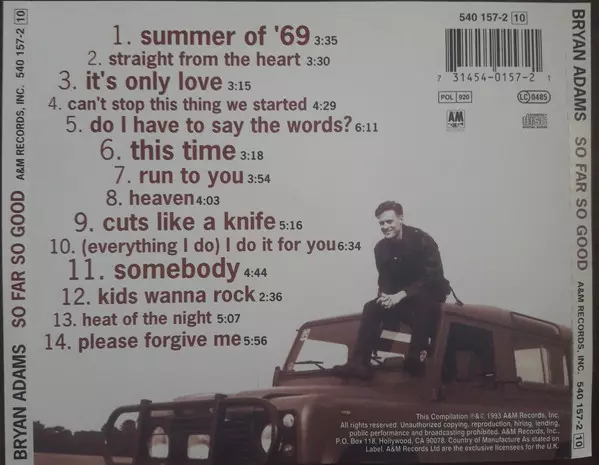 BRYAN ADAMS SO FAR SO GOOD A&M RECORDS, INC. 540 157-2 10
1. summer of '69 3:35
2. straight from the heart 3:30
3. it's only love 3:15
4. can't stop this thing we started 4:29
5. do I have to say the words? 6:11
6. this time 3:18
7. run to you 3:54
8. heaven 4:03
9. cuts like a knife 5:16
10. (everything I do) I do it for you 6:34
11. somebody 4:44
12. kids wanna rock 2:36
13. heat of the night 5:07
14. please forgive me 5:56
540 157-2 10
7 31454-0157-2 1
POL 920
LC 0485
A&M
COMPACT
disc
DIGITAL AUDIO
This Compilation ℗&© 1993 A&M Records, Inc.
All rights reserved. Unauthorized copying, reproduction, hiring, lending,
public performance and broadcasting prohibited. A&M Records, Inc.
P.O. Box 118, Hollywood, CA 90078. Country of Manufacture As stated on
Label. A&M Records Ltd are the exclusive licensees for the U.K.
BRYAN ADAMS SO FAR SO GOOD A&M RECORDS, INC. 540 157-2 10